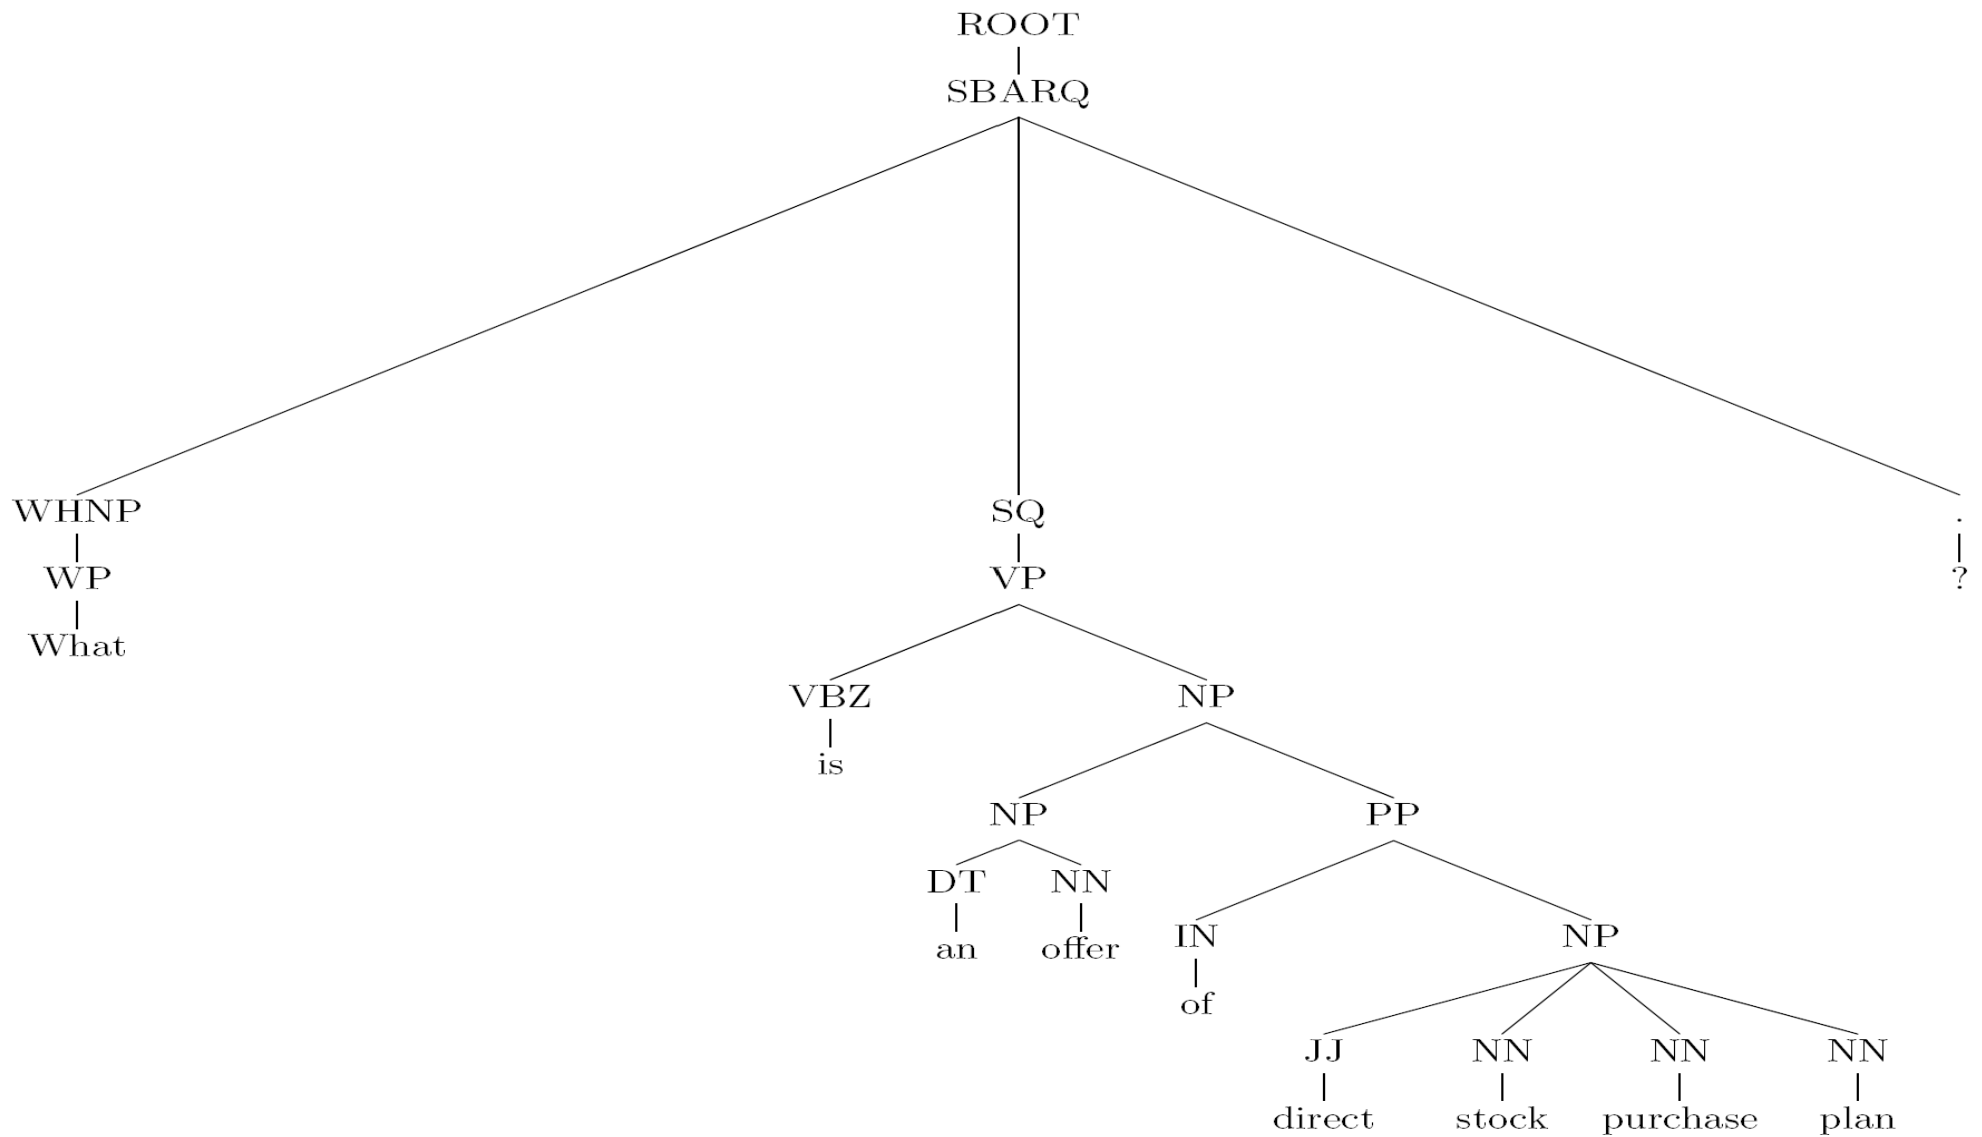 ROOT
SBARQ
WHNP SQ .
WP VP ?
What
VBZ NP
is
NP PP
DT NN
IN NP
an offer
of
JJ NN NN NN
direct stock purchase plan